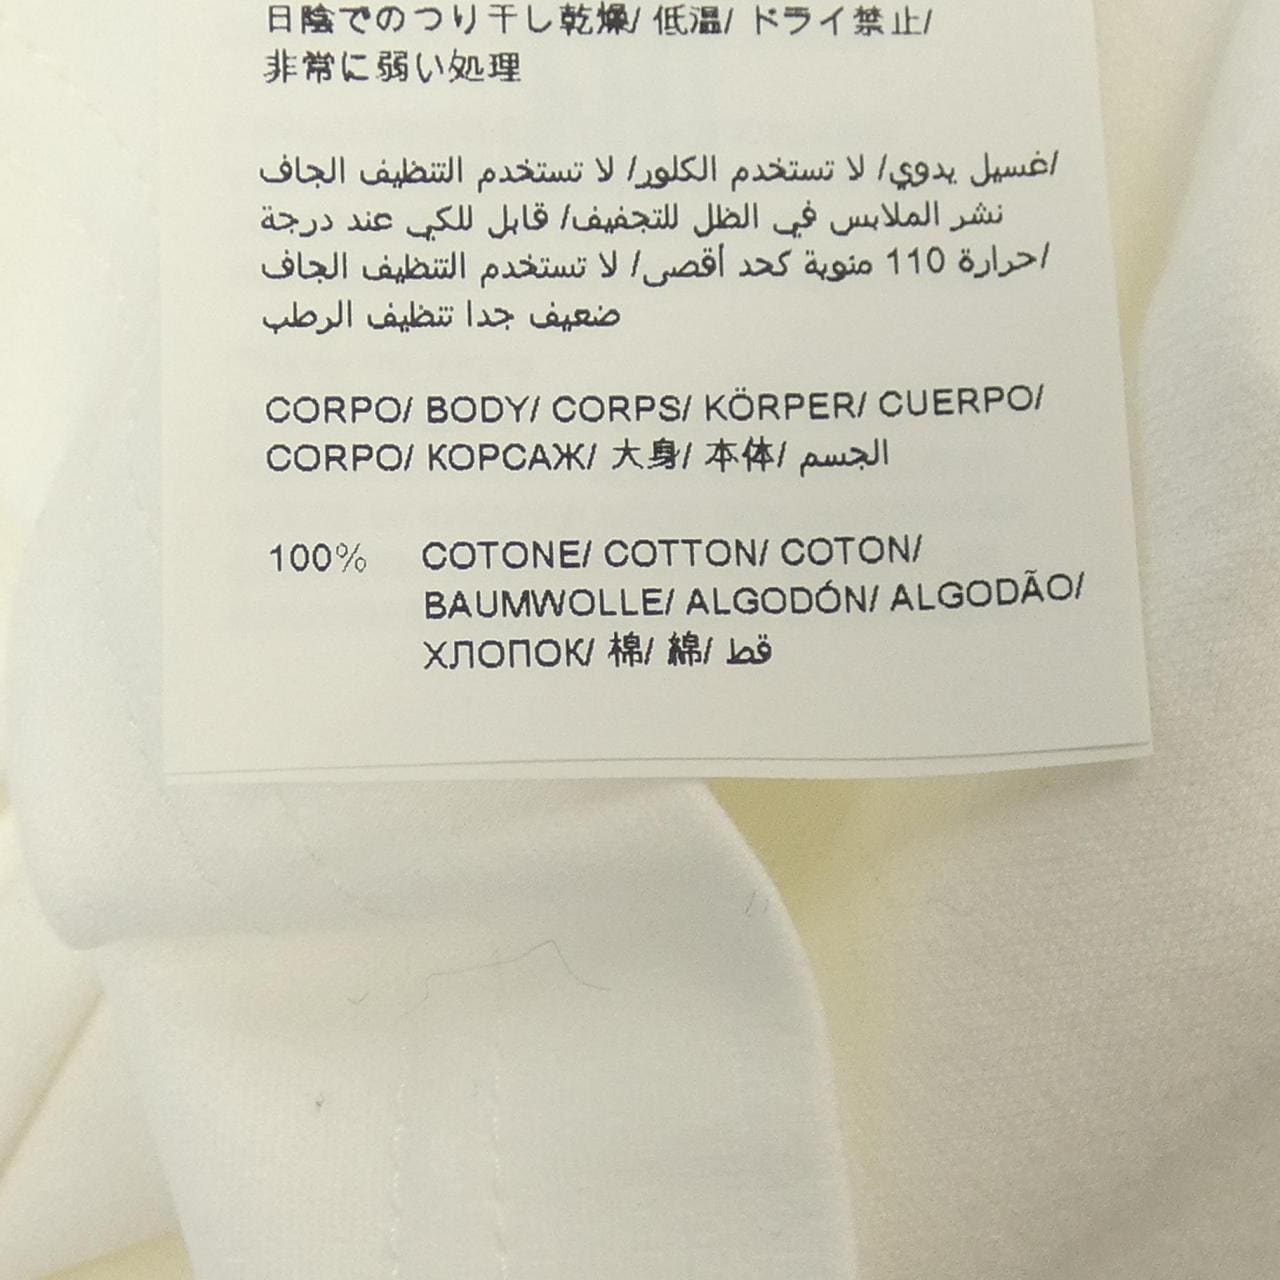 日陰でのつり干し乾燥/ 低温/ ドライ禁止/
非常に弱い処理
غسيل يدوي/ لا تستخدم الكلور/ لا تستخدم التنظيف الجاف/
نشر الملابس في الظل للتجفيف/ قابل للكي عند درجة
حرارة 110 مئوية كحد أقصى/ لا تستخدم التنظيف الجاف/
ضعيف جدا تنظيف الرطب
CORPO/ BODY/ CORPS/ KÖRPER/ CUERPO/
CORPO/ КОРСАЖ/ 大身/ 本体/ الجسم
100% COTONE/ COTTON/ COTON/
BAUMWOLLE/ ALGODÓN/ ALGODÃO/
ХЛОПОК/ 棉/ 綿/ قط